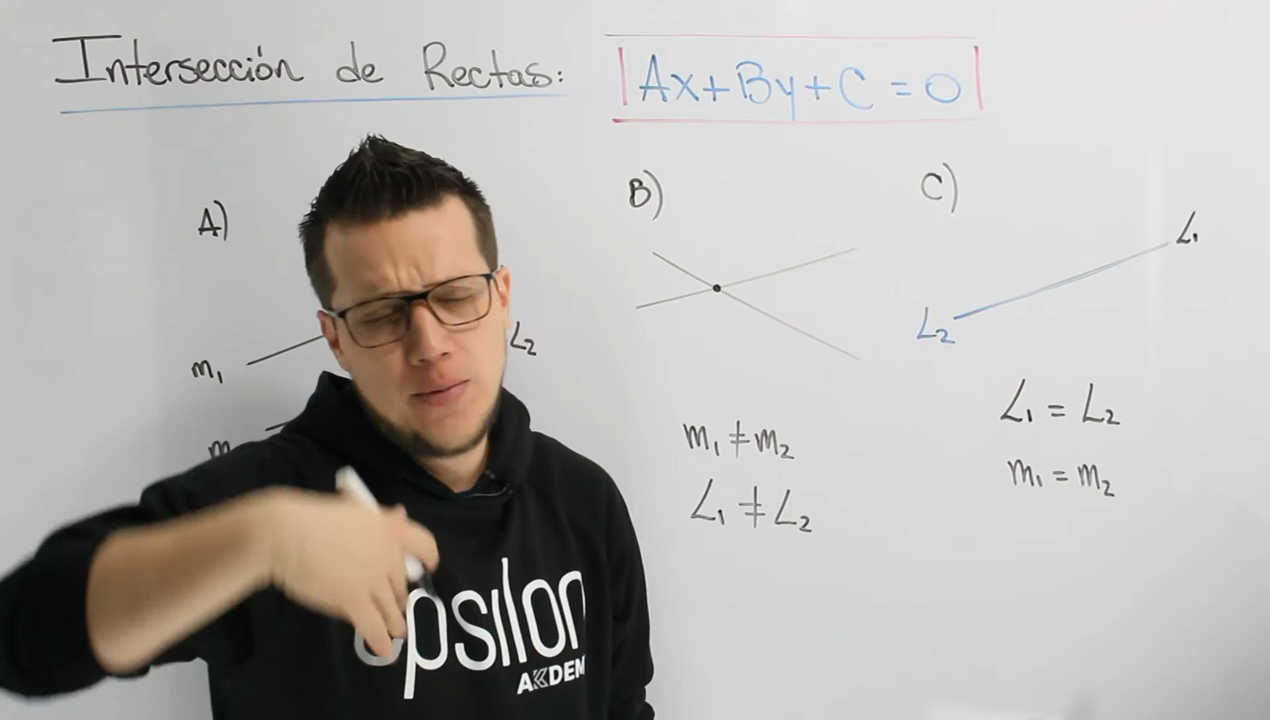 Intersección de Rectas:
Ax+By+C=0
A)
m₁
L₂
m
B)
m₁ ≠ m₂
L₁ ≠ L₂
C)
L₁
L₂
L₁ = L₂
m₁ = m₂
epsilon
AKDEM